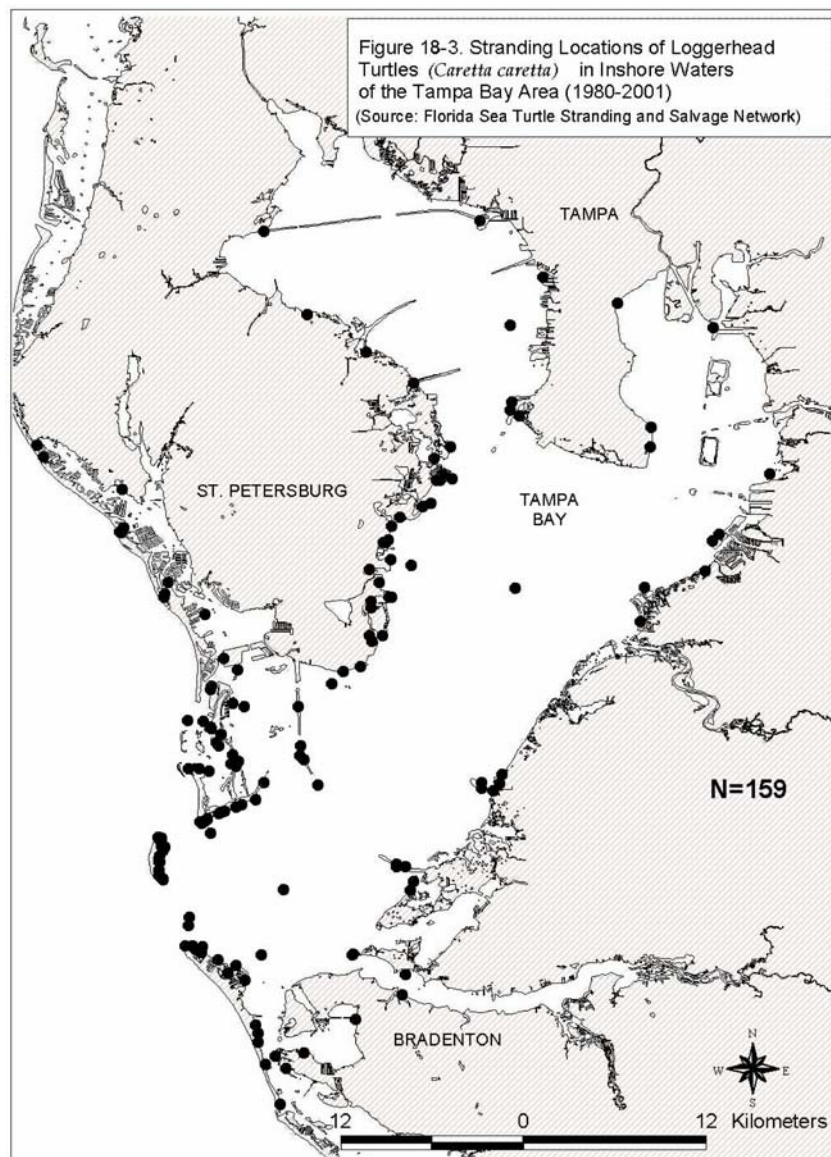 Figure 18-3. Stranding Locations of Loggerhead
Turtles (Caretta caretta) in Inshore Waters
of the Tampa Bay Area (1980-2001)
(Source: Florida Sea Turtle Stranding and Salvage Network)
TAMPA
ST. PETERSBURG
TAMPA
BAY
N=159
BRADENTON
N
W E
S
12 0 12 Kilometers